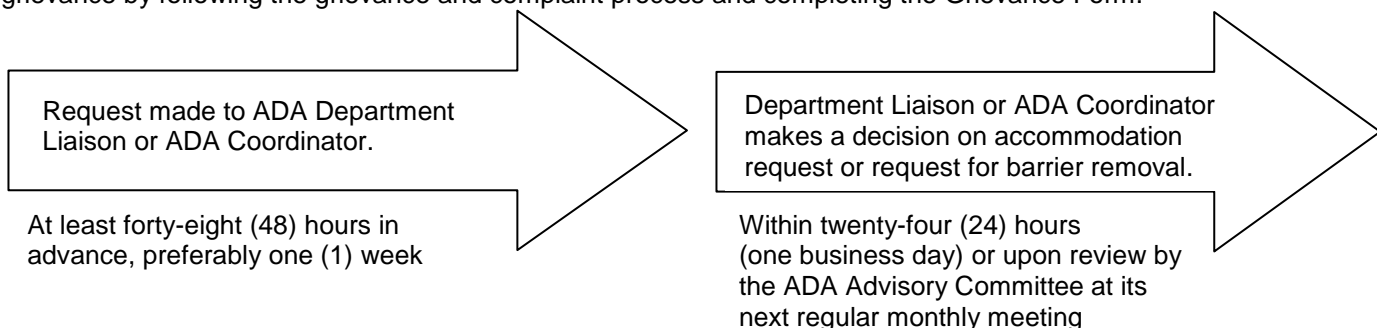 grievance by following the grievance and complaint process and completing the Grievance Form.
Request made to ADA Department
Liaison or ADA Coordinator.
At least forty-eight (48) hours in
advance, preferably one (1) week
Department Liaison or ADA Coordinator
makes a decision on accommodation
request or request for barrier removal.
Within twenty-four (24) hours
(one business day) or upon review by
the ADA Advisory Committee at its
next regular monthly meeting